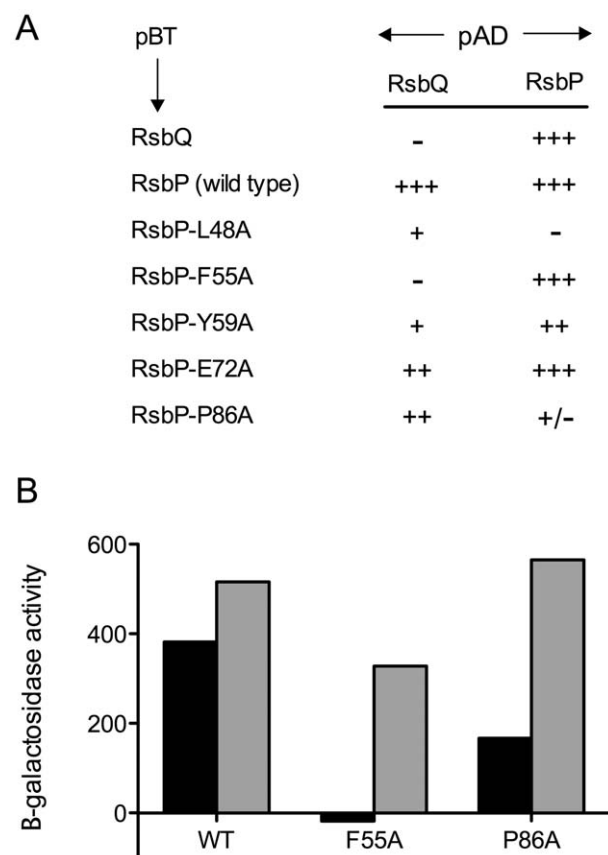 A
pBT pAD
RsbQ RsbP
RsbQ - +++
RsbP (wild type) +++ +++
RsbP-L48A + -
RsbP-F55A - +++
RsbP-Y59A + ++
RsbP-E72A ++ +++
RsbP-P86A ++ +/-
B
B-galactosidase activity
600
400
200
0
WT F55A P86A